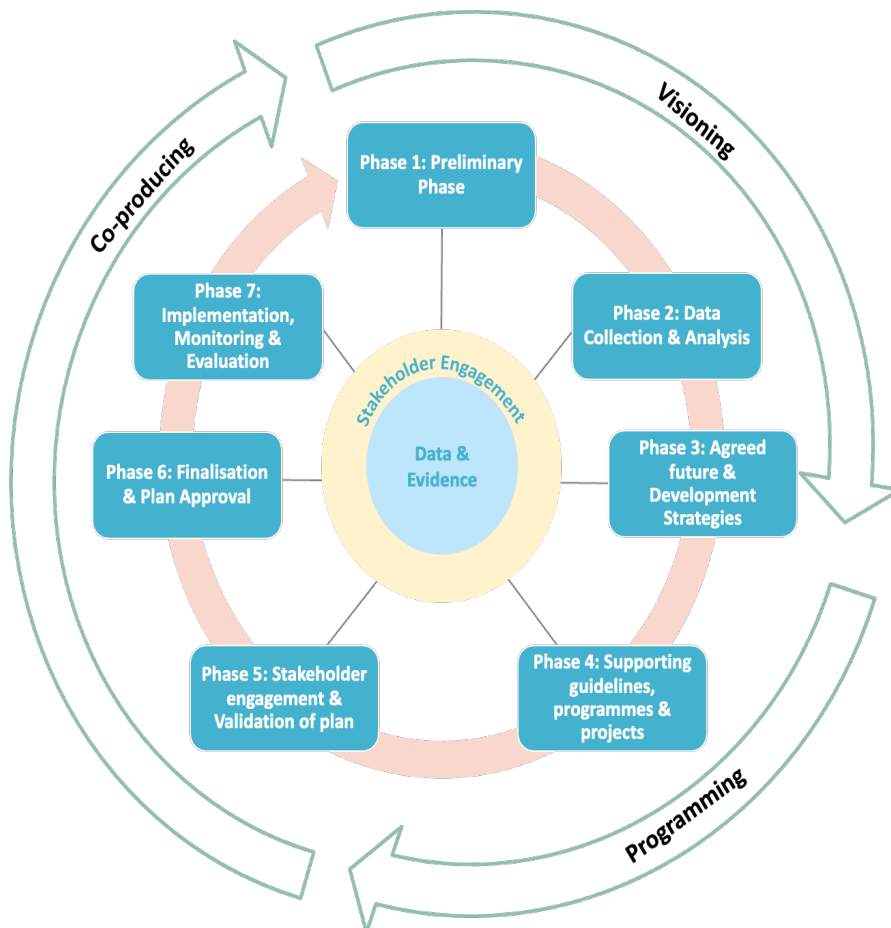 Visioning
Co-producing
Phase 1: Preliminary
Phase
Phase 2: Data
Collection & Analysis
Phase 7:
Implementation,
Monitoring &
Evaluation
Stakeholder Engagement
Data &
Evidence
Phase 3: Agreed
future &
Development
Strategies
Phase 6: Finalisation
& Plan Approval
Phase 4: Supporting
guidelines,
programmes &
projects
Phase 5: Stakeholder
engagement &
Validation of plan
Programming